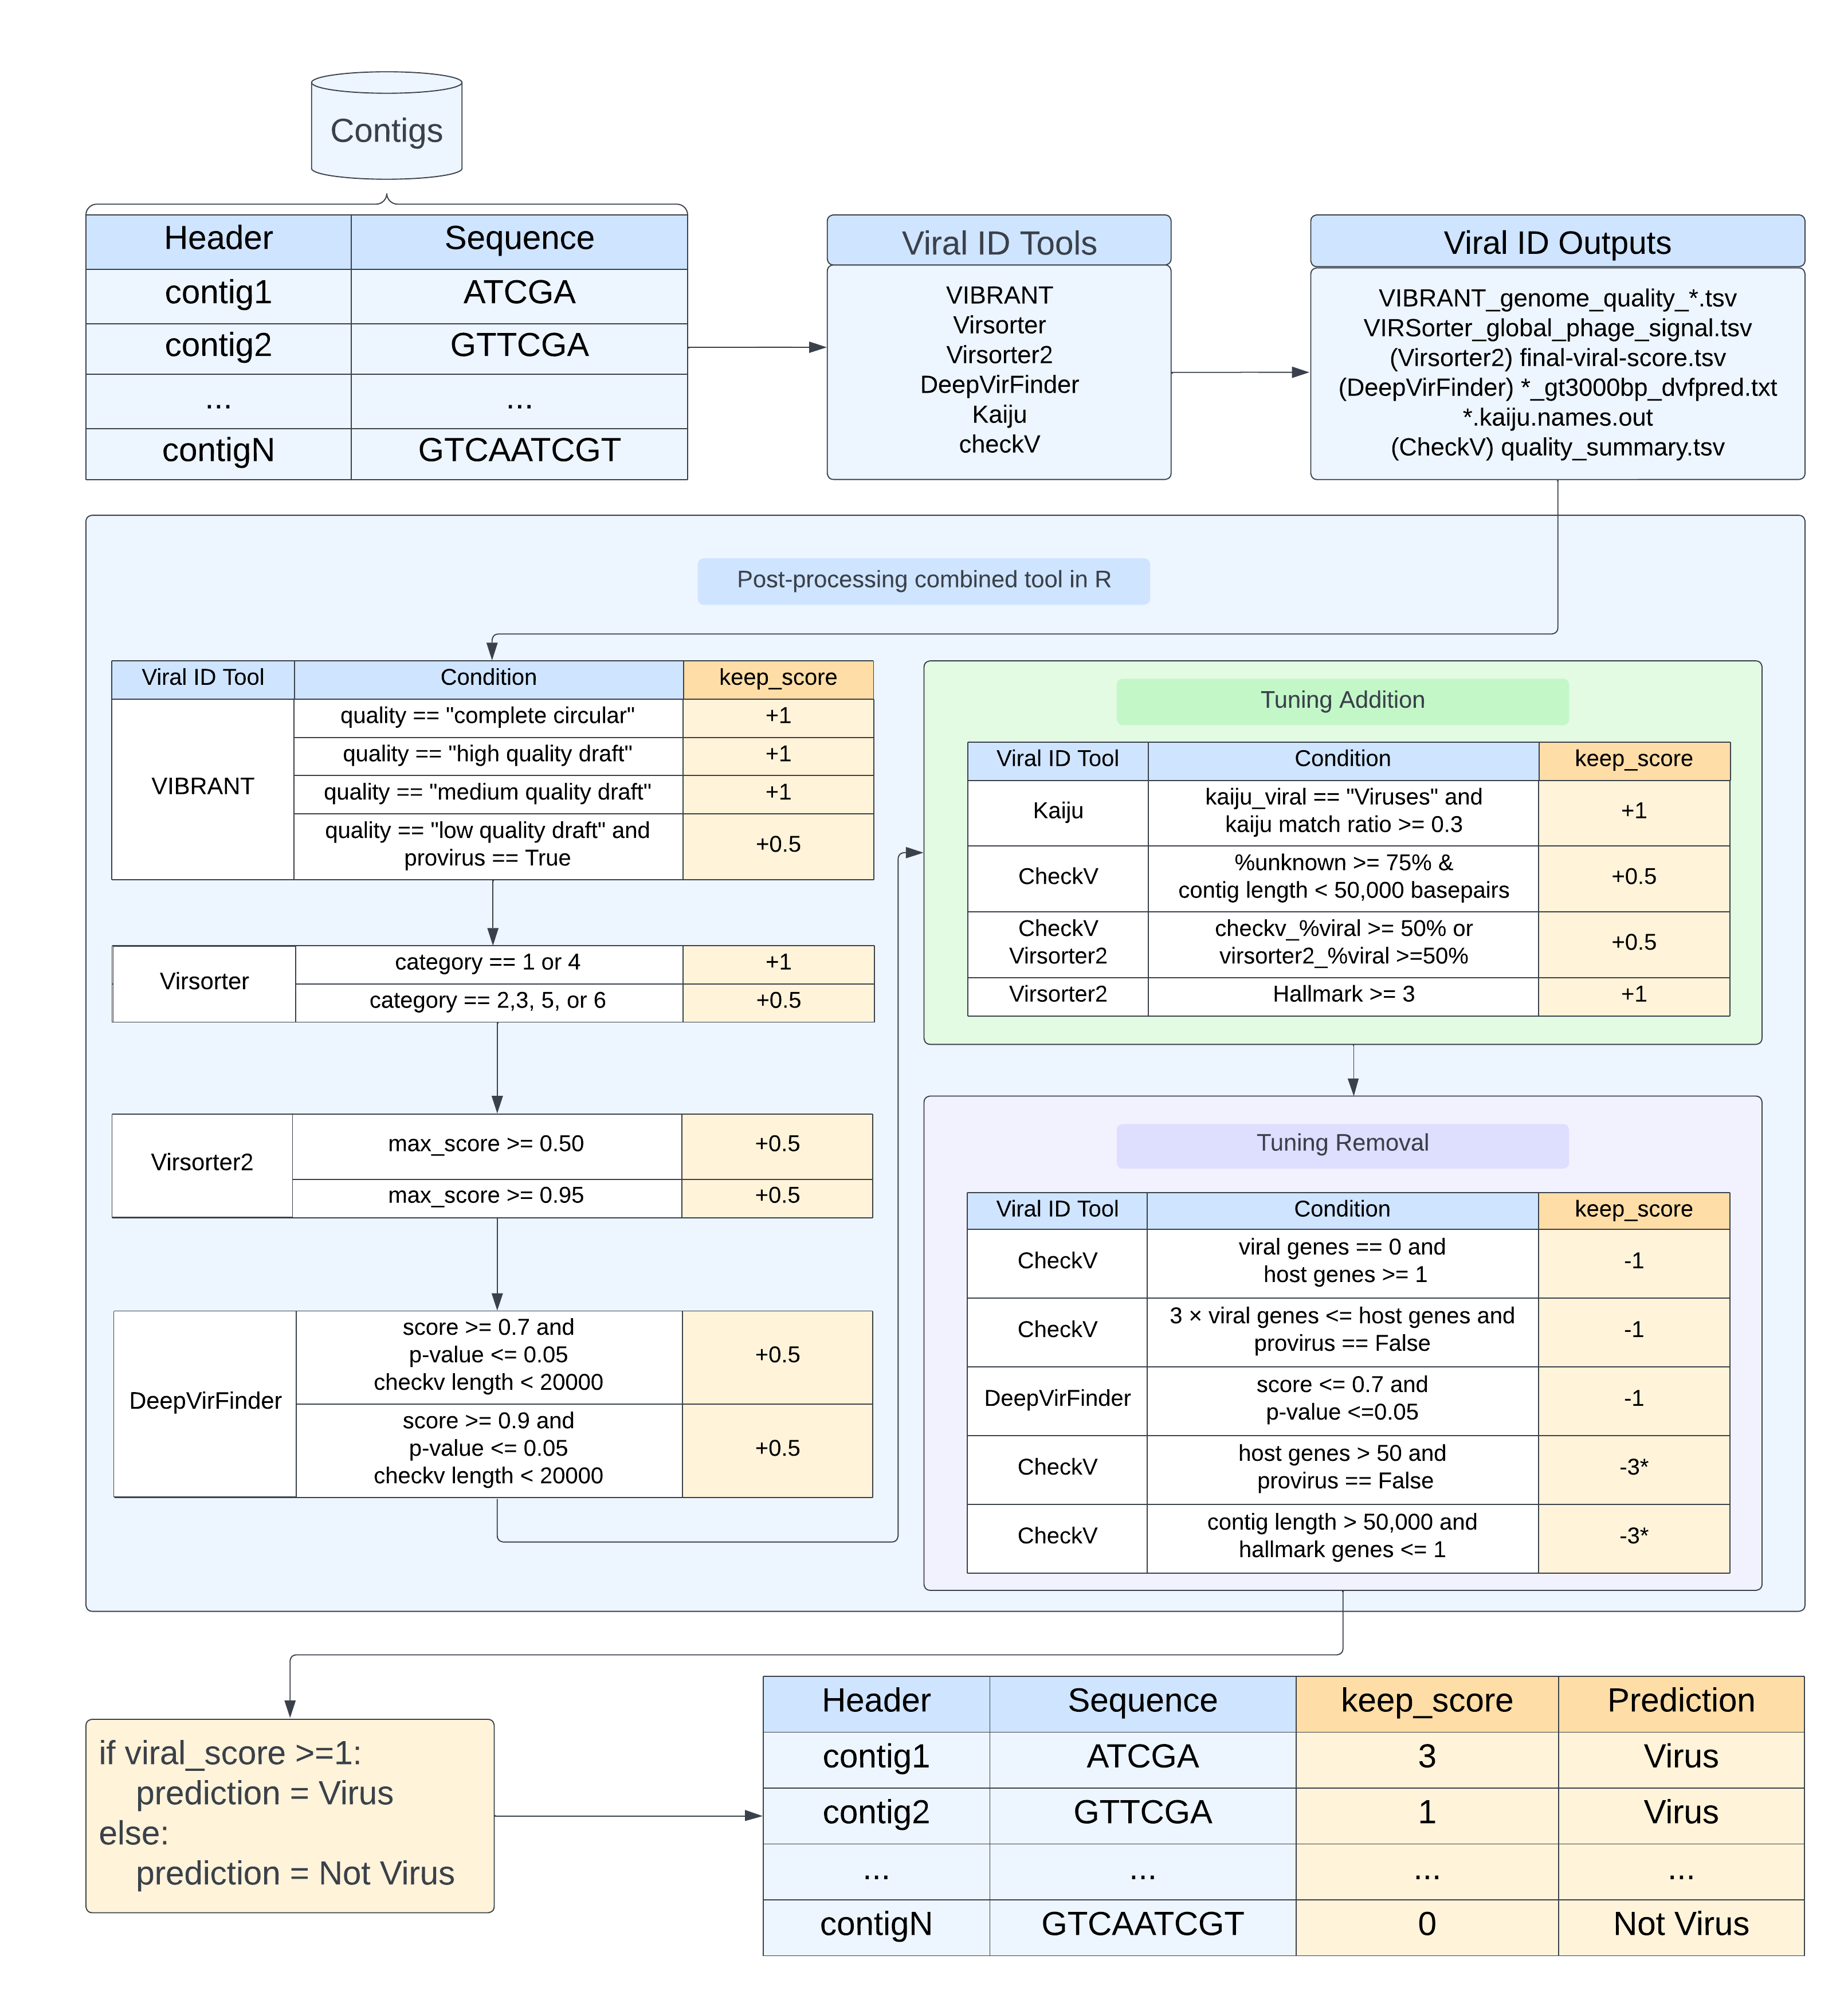 Contigs
Header
Sequence
contig1
ATCGA
contig2
GTTCGA
...
...
contigN
GTCAATCGT
Viral ID Tools
VIBRANT
Virsorter
Virsorter2
DeepVirFinder
Kaiju
checkV
Viral ID Outputs
VIBRANT_genome_quality_*.tsv
VIRSorter_global_phage_signal.tsv
(Virsorter2) final-viral-score.tsv
(DeepVirFinder) *_gt3000bp_dvfpred.txt
*.kaiju.names.out
(CheckV) quality_summary.tsv
Post-processing combined tool in R
Viral ID Tool
Condition
keep_score
VIBRANT
quality == "complete circular"
+1
quality == "high quality draft"
+1
quality == "medium quality draft"
+1
quality == "low quality draft" and
provirus == True
+0.5
Virsorter
category == 1 or 4
+1
category == 2,3, 5, or 6
+0.5
Virsorter2
max_score >= 0.50
+0.5
max_score >= 0.95
+0.5
DeepVirFinder
score >= 0.7 and
p-value <= 0.05
checkv length < 20000
+0.5
score >= 0.9 and
p-value <= 0.05
checkv length < 20000
+0.5
Tuning Addition
Viral ID Tool
Condition
keep_score
Kaiju
kaiju_viral == "Viruses" and
kaiju match ratio >= 0.3
+1
CheckV
%unknown >= 75% &
contig length < 50,000 basepairs
+0.5
CheckV
Virsorter2
checkv_%viral >= 50% or
virsorter2_%viral >=50%
+0.5
Virsorter2
Hallmark >= 3
+1
Tuning Removal
Viral ID Tool
Condition
keep_score
CheckV
viral genes == 0 and
host genes >= 1
-1
CheckV
3 × viral genes <= host genes and
provirus == False
-1
DeepVirFinder
score <= 0.7 and
p-value <=0.05
-1
CheckV
host genes > 50 and
provirus == False
-3*
CheckV
contig length > 50,000 and
hallmark genes <= 1
-3*
if viral_score >=1:
prediction = Virus
else:
prediction = Not Virus
Header
Sequence
keep_score
Prediction
contig1
ATCGA
3
Virus
contig2
GTTCGA
1
Virus
...
...
...
...
contigN
GTCAATCGT
0
Not Virus